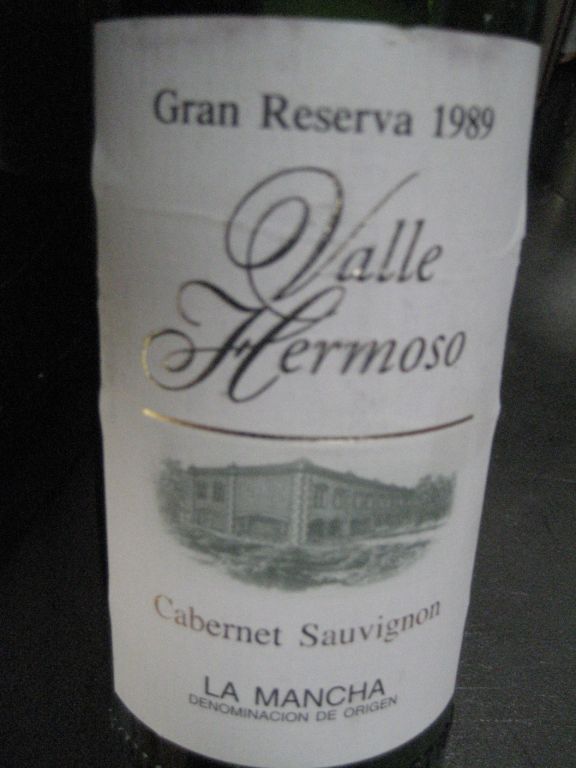 Gran Reserva 1989
Valle
Hermoso
Cabernet Sauvignon
LA MANCHA
DENOMINACION DE ORIGEN